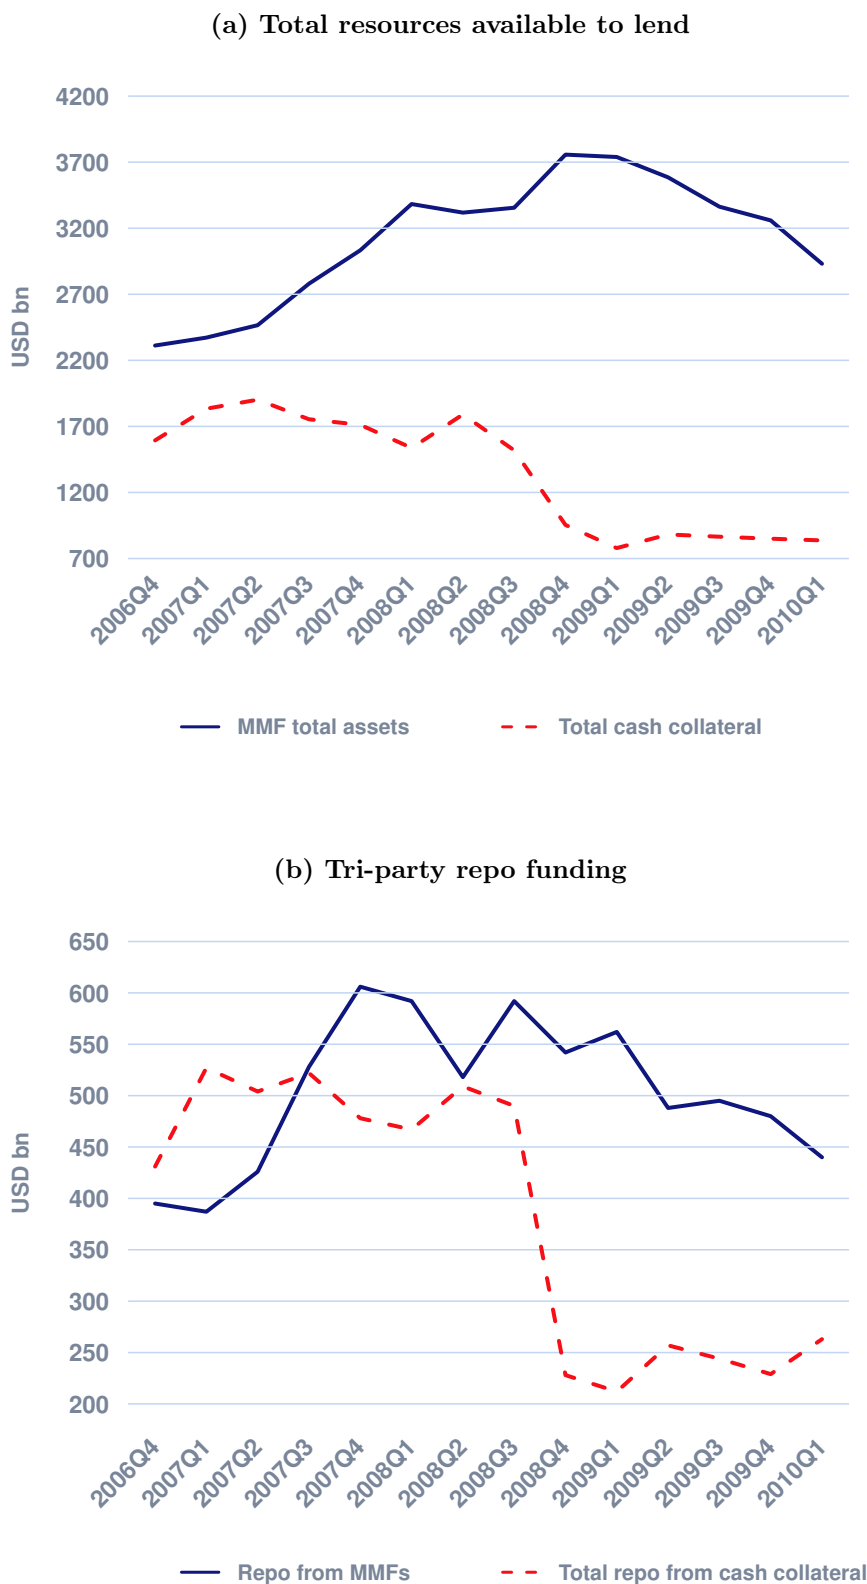 (a) Total resources available to lend
4200
3700
3200
2700
2200
1700
1200
700
USD bn
2006Q4 2007Q1 2007Q2 2007Q3 2007Q4 2008Q1 2008Q2 2008Q3 2008Q4 2009Q1 2009Q2 2009Q3 2009Q4 2010Q1
MMF total assets Total cash collateral
(b) Tri-party repo funding
650
600
550
500
450
400
350
300
250
200
USD bn
2006Q4 2007Q1 2007Q2 2007Q3 2007Q4 2008Q1 2008Q2 2008Q3 2008Q4 2009Q1 2009Q2 2009Q3 2009Q4 2010Q1
Repo from MMFs Total repo from cash collateral